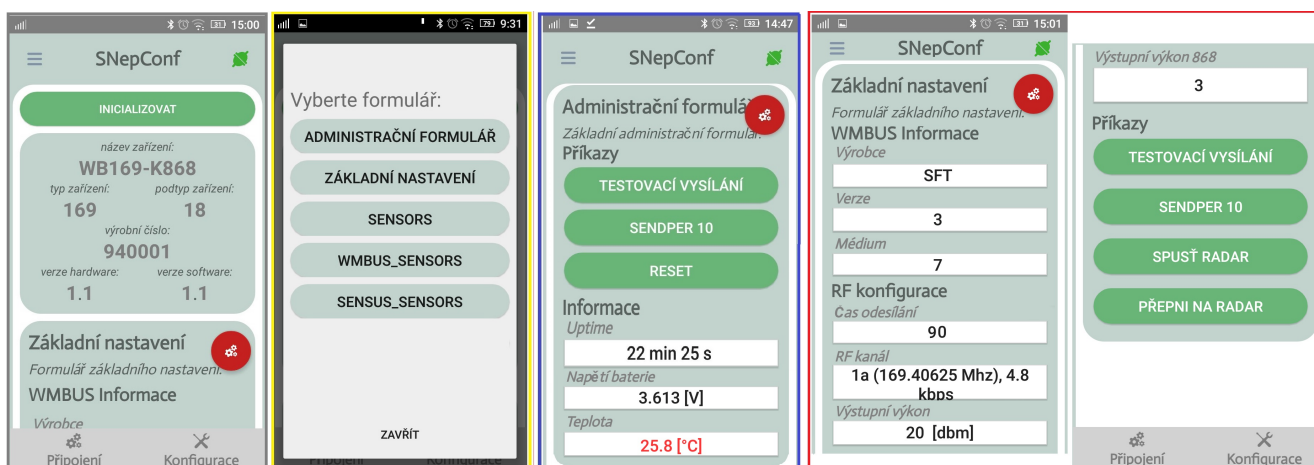 15:00
SNepConf
INICIALIZOVAT
název zařízení:
WB169-K868
typ zařízení: podtyp zařízení:
169 18
výrobní číslo:
940001
verze hardware: verze software:
1.1 1.1
Základní nastavení
Formulář základního nastavení.
WMBUS Informace
Výrobce
Připojení Konfigurace
79 9:31
Vyberte formulář:
ADMINISTRAČNÍ FORMULÁŘ
ZÁKLADNÍ NASTAVENÍ
SENSORS
WMBUS_SENSORS
SENSUS_SENSORS
ZAVŘÍT
Připojení Konfigurace
93 14:47
SNepConf
Administrační formulář
Základní administrační formulář.
Příkazy
TESTOVACÍ VYSÍLÁNÍ
SENDPER 10
RESET
Informace
Uptime
22 min 25 s
Napětí baterie
3.613 [V]
Teplota
25.8 [°C]
31 15:01
SNepConf
Základní nastavení
Formulář základního nastavení.
WMBUS Informace
Výrobce
SFT
Verze
3
Médium
7
RF konfigurace
Čas odesílání
90
RF kanál
1a (169.40625 Mhz), 4.8
kbps
Výstupní výkon
20 [dbm]
Výstupní výkon 868
3
Příkazy
TESTOVACÍ VYSÍLÁNÍ
SENDPER 10
SPUSŤ RADAR
PŘEPNI NA RADAR
Připojení Konfigurace